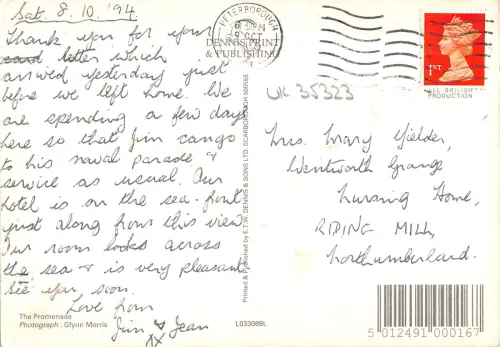 Sat. 8.10.'94
Thank you for your
card letter which
arrived yesterday just
before we left home. We
are spending a few days
here so that Jim can go
to his naval parade &
service as usual. Our
hotel is on the sea-front
just along from this view
Our room looks across
the sea & is very pleasant
See you soon.
Love from
Jim & Jean
XX
The Promenade
Photograph: Glynn Morris
L033089L
Printed & Published by E.T.W. DENNIS & SONS LTD. SCARBOROUGH
PETERBOROUGH
OCT
DENNIS PRINT
& PUBLISHING
1ST
ALL BRITISH
PRODUCTION
UK 35323
Mrs. Mary Fielder,
Wentworth Grange
Nursing Home,
RIDING MILL,
Northumberland.
5 012491 000167